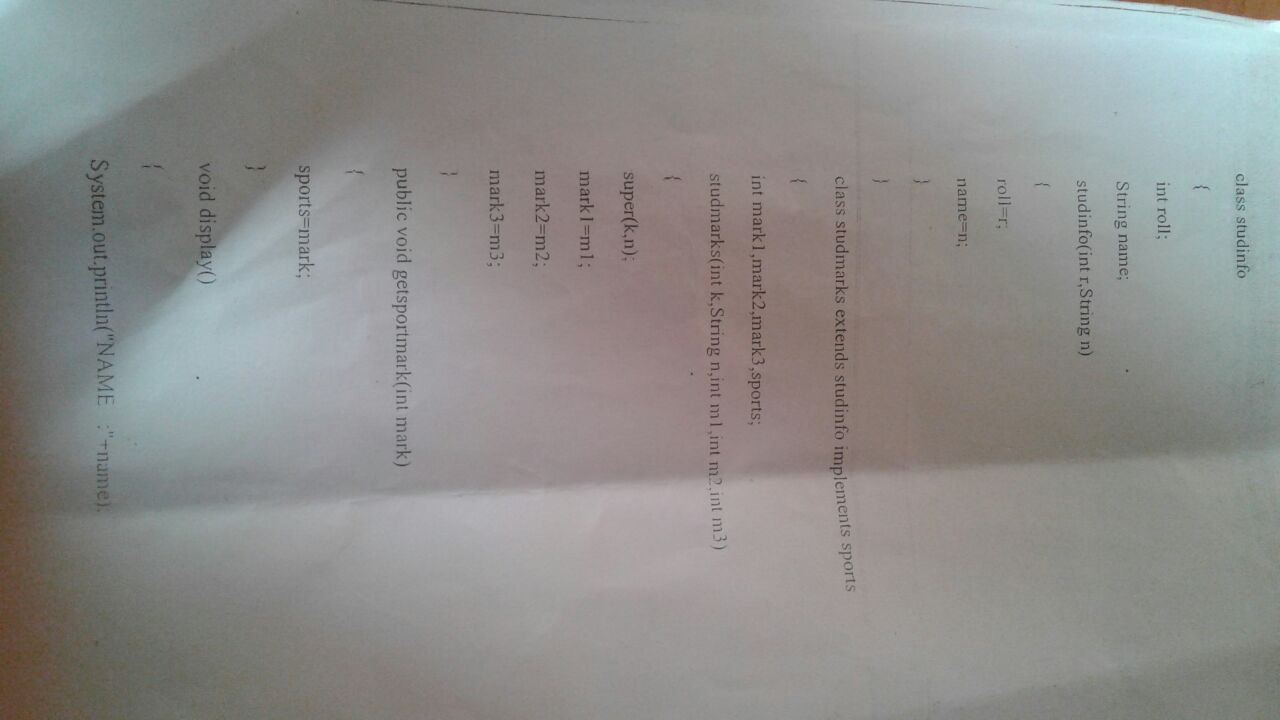 class studinfo
{
int roll;
String name;
studinfo(int r,String n)
{
roll=r;
name=n;
}
}
class studmarks extends studinfo implements sports
{
int mark1,mark2,mark3,sports;
studmarks(int k,String n,int m1,int m2,int m3)
{
super(k,n);
mark1=m1;
mark2=m2;
mark3=m3;
}
public void getsportmark(int mark)
{
sports=mark;
}
void display()
{
System.out.println("NAME :"+name);